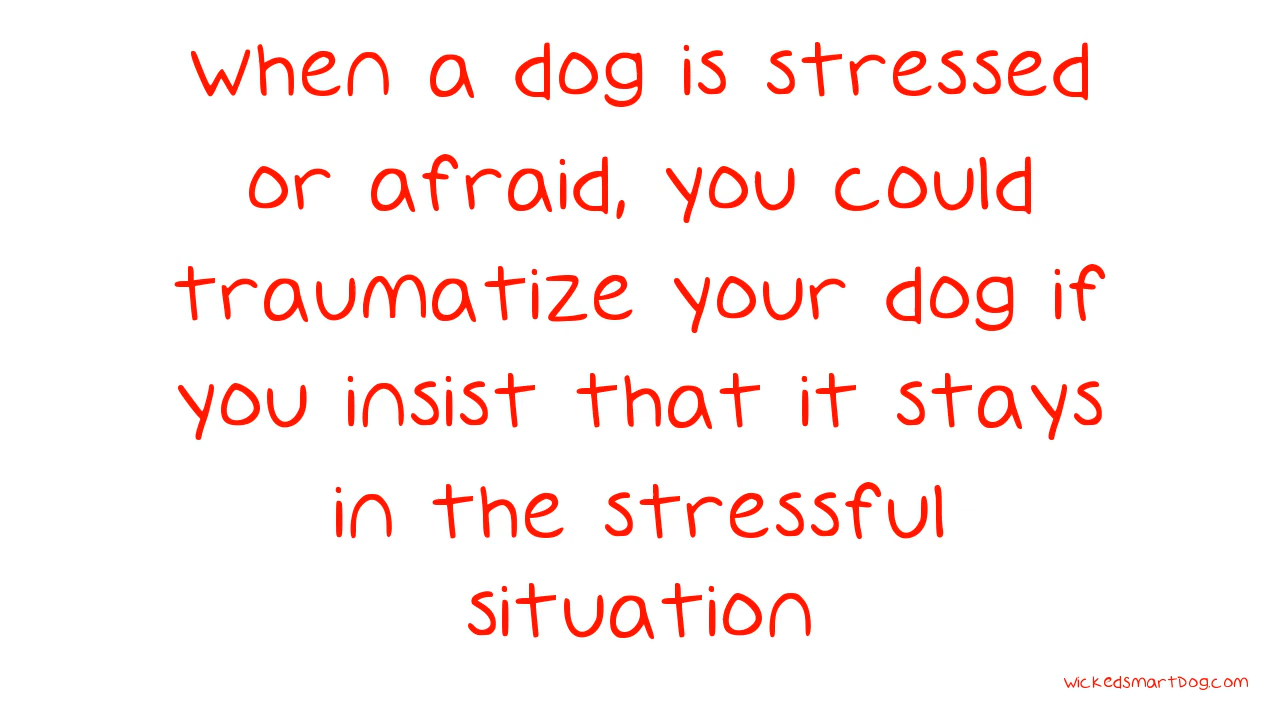 When a dog is stressed
or afraid, you could
traumatize your dog if
you insist that it stays
in the stressful
situation
wickedsmartDog.com